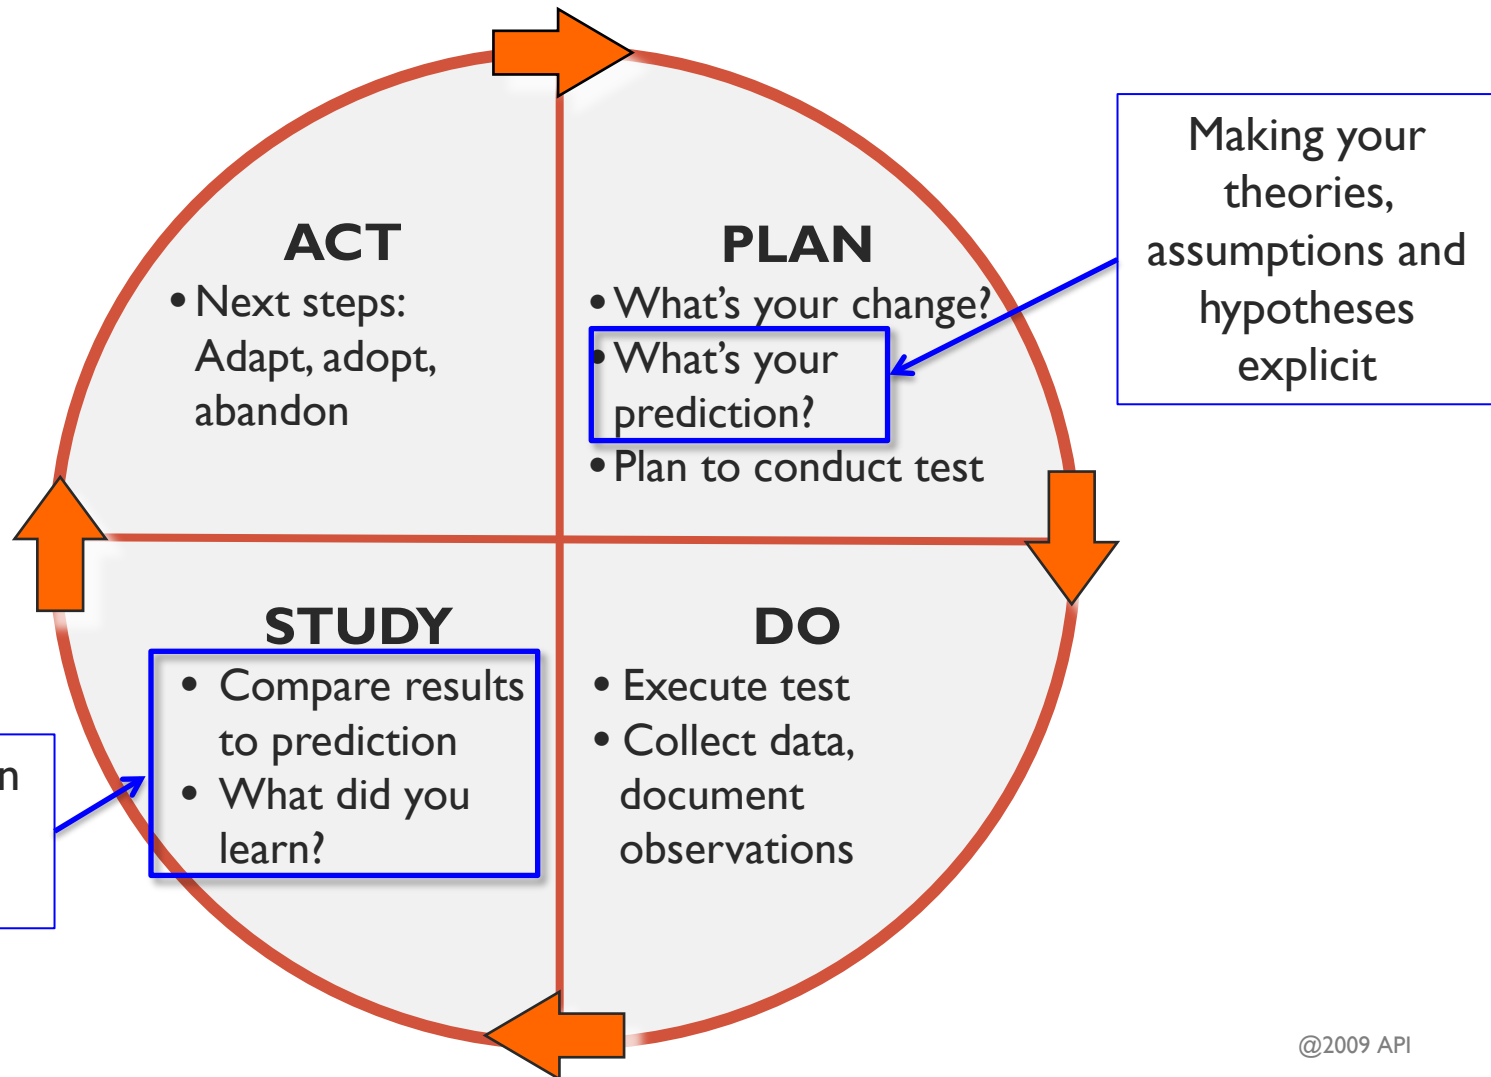 ACT
• Next steps:
Adapt, adopt,
abandon
PLAN
• What’s your change?
• What’s your
prediction?
• Plan to conduct test
Making your
theories,
assumptions and
hypotheses
explicit
STUDY
• Compare results
to prediction
• What did you
learn?
DO
• Execute test
• Collect data,
document
observations
@2009 API